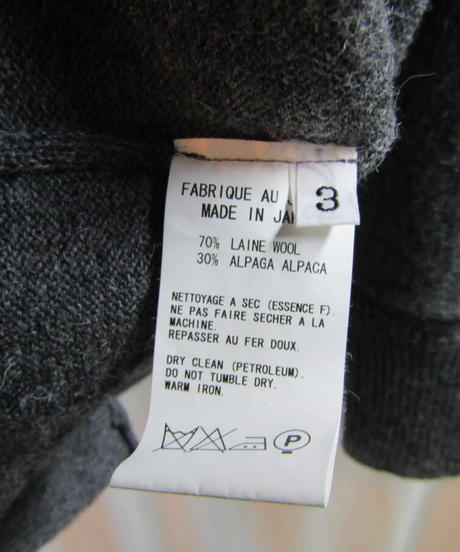 FABRIQUE AU
3
MADE IN
70% LAINE WOOL
30% ALPAGA ALPACA
NETTOYAGE A SEC (ESSENCE F).
NE PAS FAIRE SECHER A LA
MACHINE.
REPASSER AU FER DOUX.
DRY CLEAN (PETROLEUM).
DO NOT TUMBLE DRY.
WARM IRON.
P